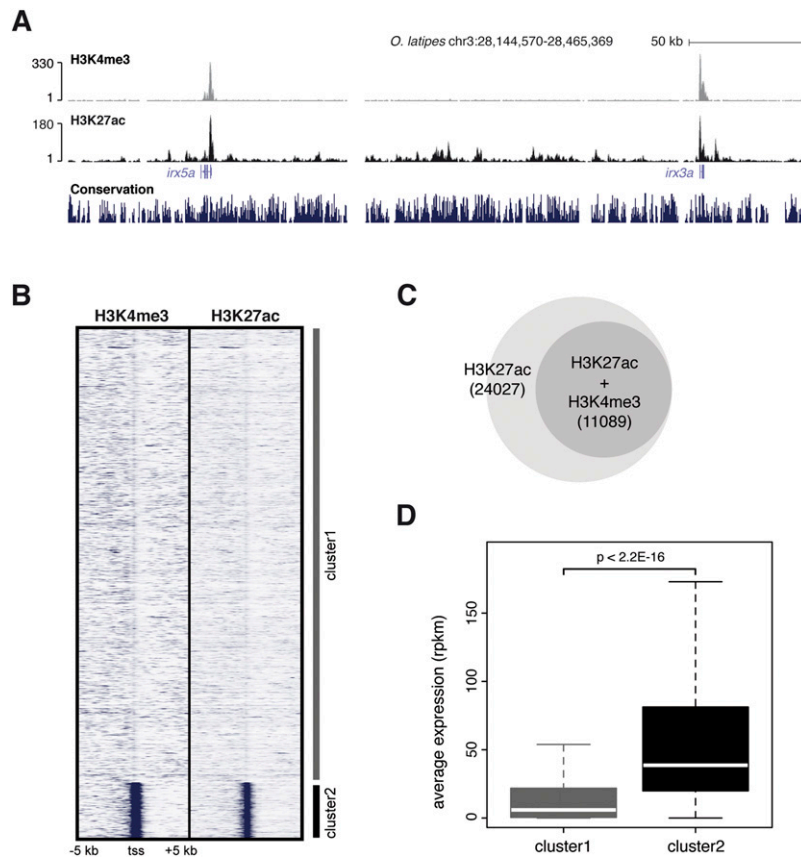 A
O. latipes chr3:28,144,570-28,465,369
50 kb
H3K4me3
330
1
H3K27ac
180
1
irx5a
irx3a
Conservation
B
H3K4me3
H3K27ac
cluster1
cluster2
-5 kb
tss
+5 kb
C
H3K27ac
(24027)
H3K27ac
+
H3K4me3
(11089)
D
p < 2.2E-16
average expression (rpkm)
150
100
50
0
cluster1
cluster2